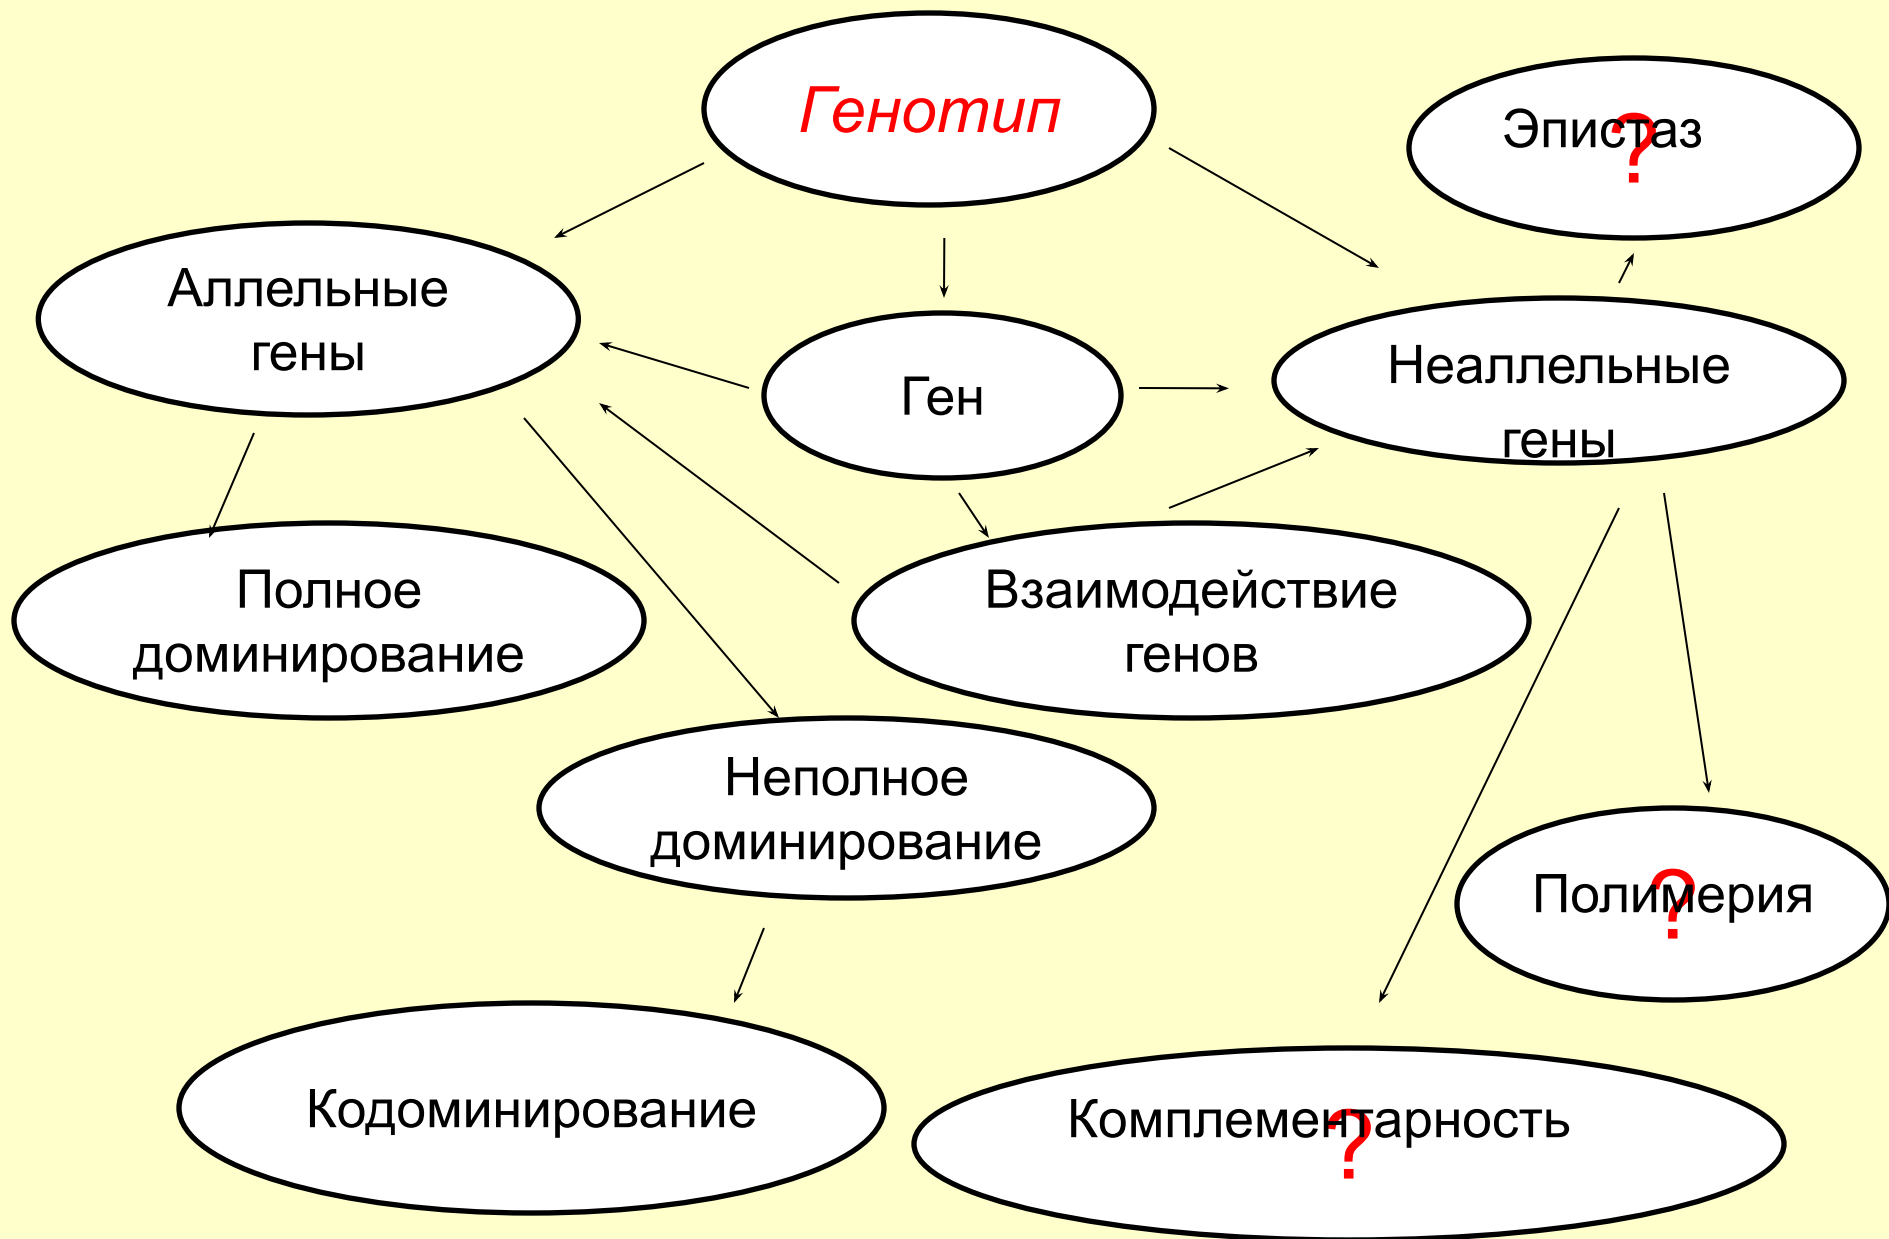 Генотип
Эпистаз
?
Аллельные
гены
Ген
Неаллельные
гены
Полное
доминирование
Взаимодействие
генов
Неполное
доминирование
Полимерия
?
Кодоминирование
Комплементарность
?